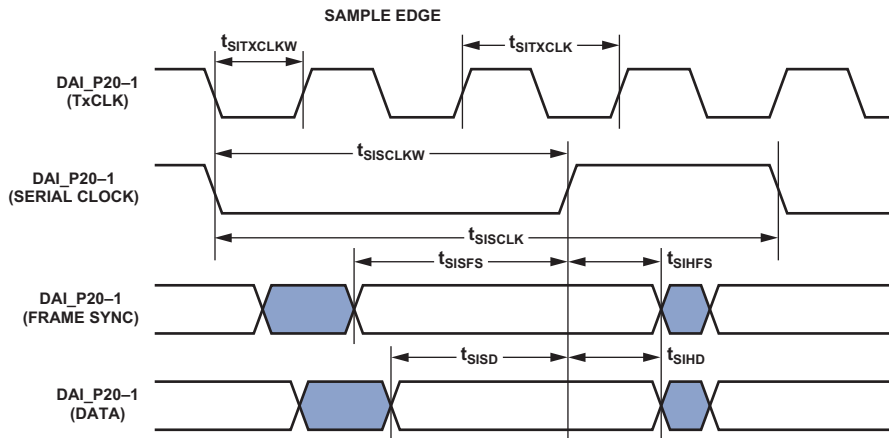 SAMPLE EDGE
tSITXCLKW
tSITXCLK
DAI_P20–1
(TxCLK)
tSISCLKW
DAI_P20–1
(SERIAL CLOCK)
tSISCLK
tSISFS
tSIHFS
DAI_P20–1
(FRAME SYNC)
tSISD
tSIHD
DAI_P20–1
(DATA)